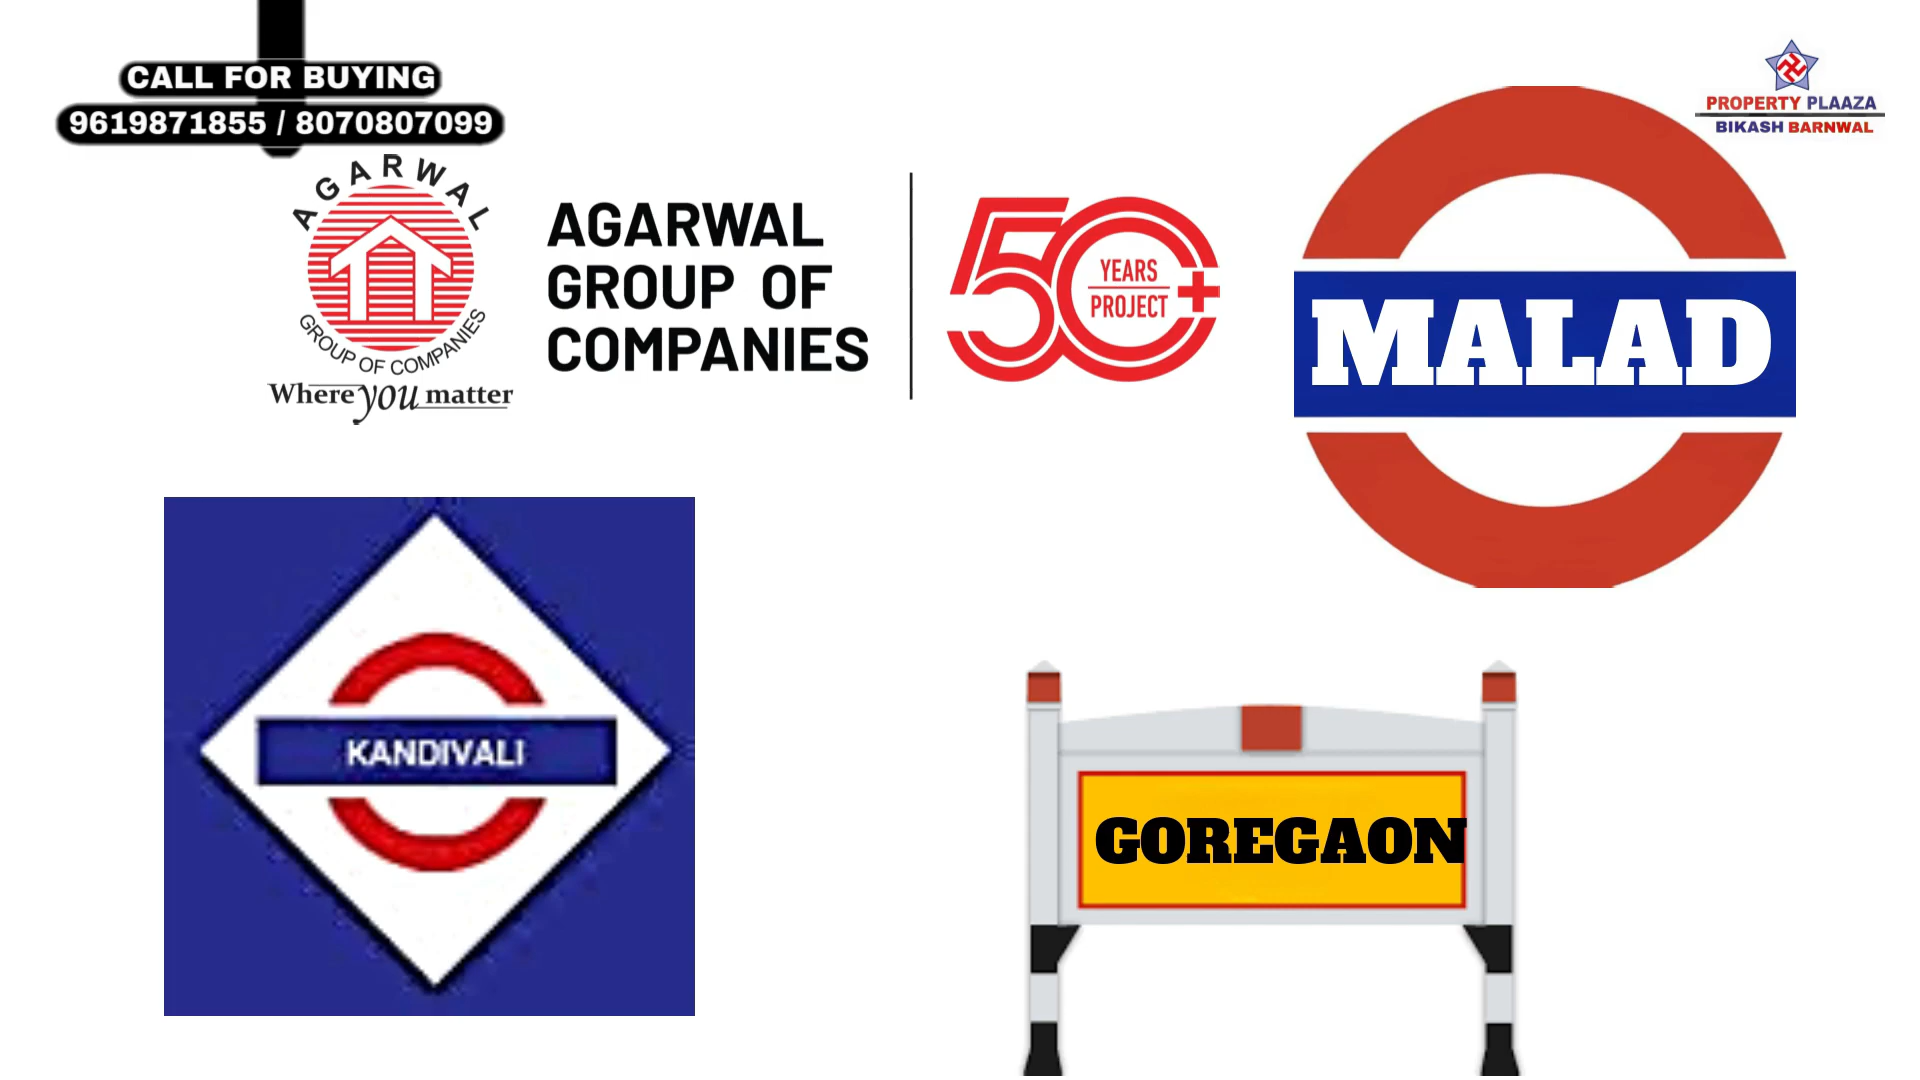 CALL FOR BUYING
9619871855 / 8070807099
PROPERTY PLAAZA
BIKASH BARNWAL
AGARWAL
GROUP OF COMPANIES
Where you matter
AGARWAL
GROUP OF
COMPANIES
50+
YEARS
PROJECT
MALAD
KANDIVALI
GOREGAON